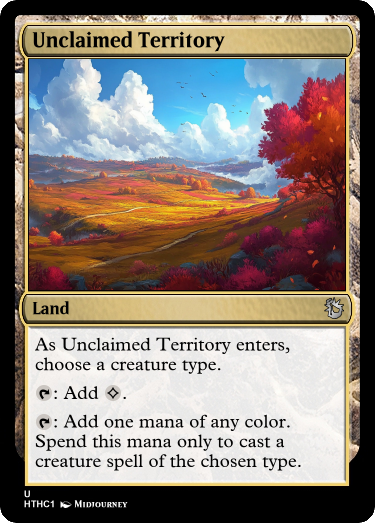 Unclaimed Territory
Land
As Unclaimed Territory enters,
choose a creature type.
: Add .
: Add one mana of any color.
Spend this mana only to cast a
creature spell of the chosen type.
U
HTHC1 Midjourney